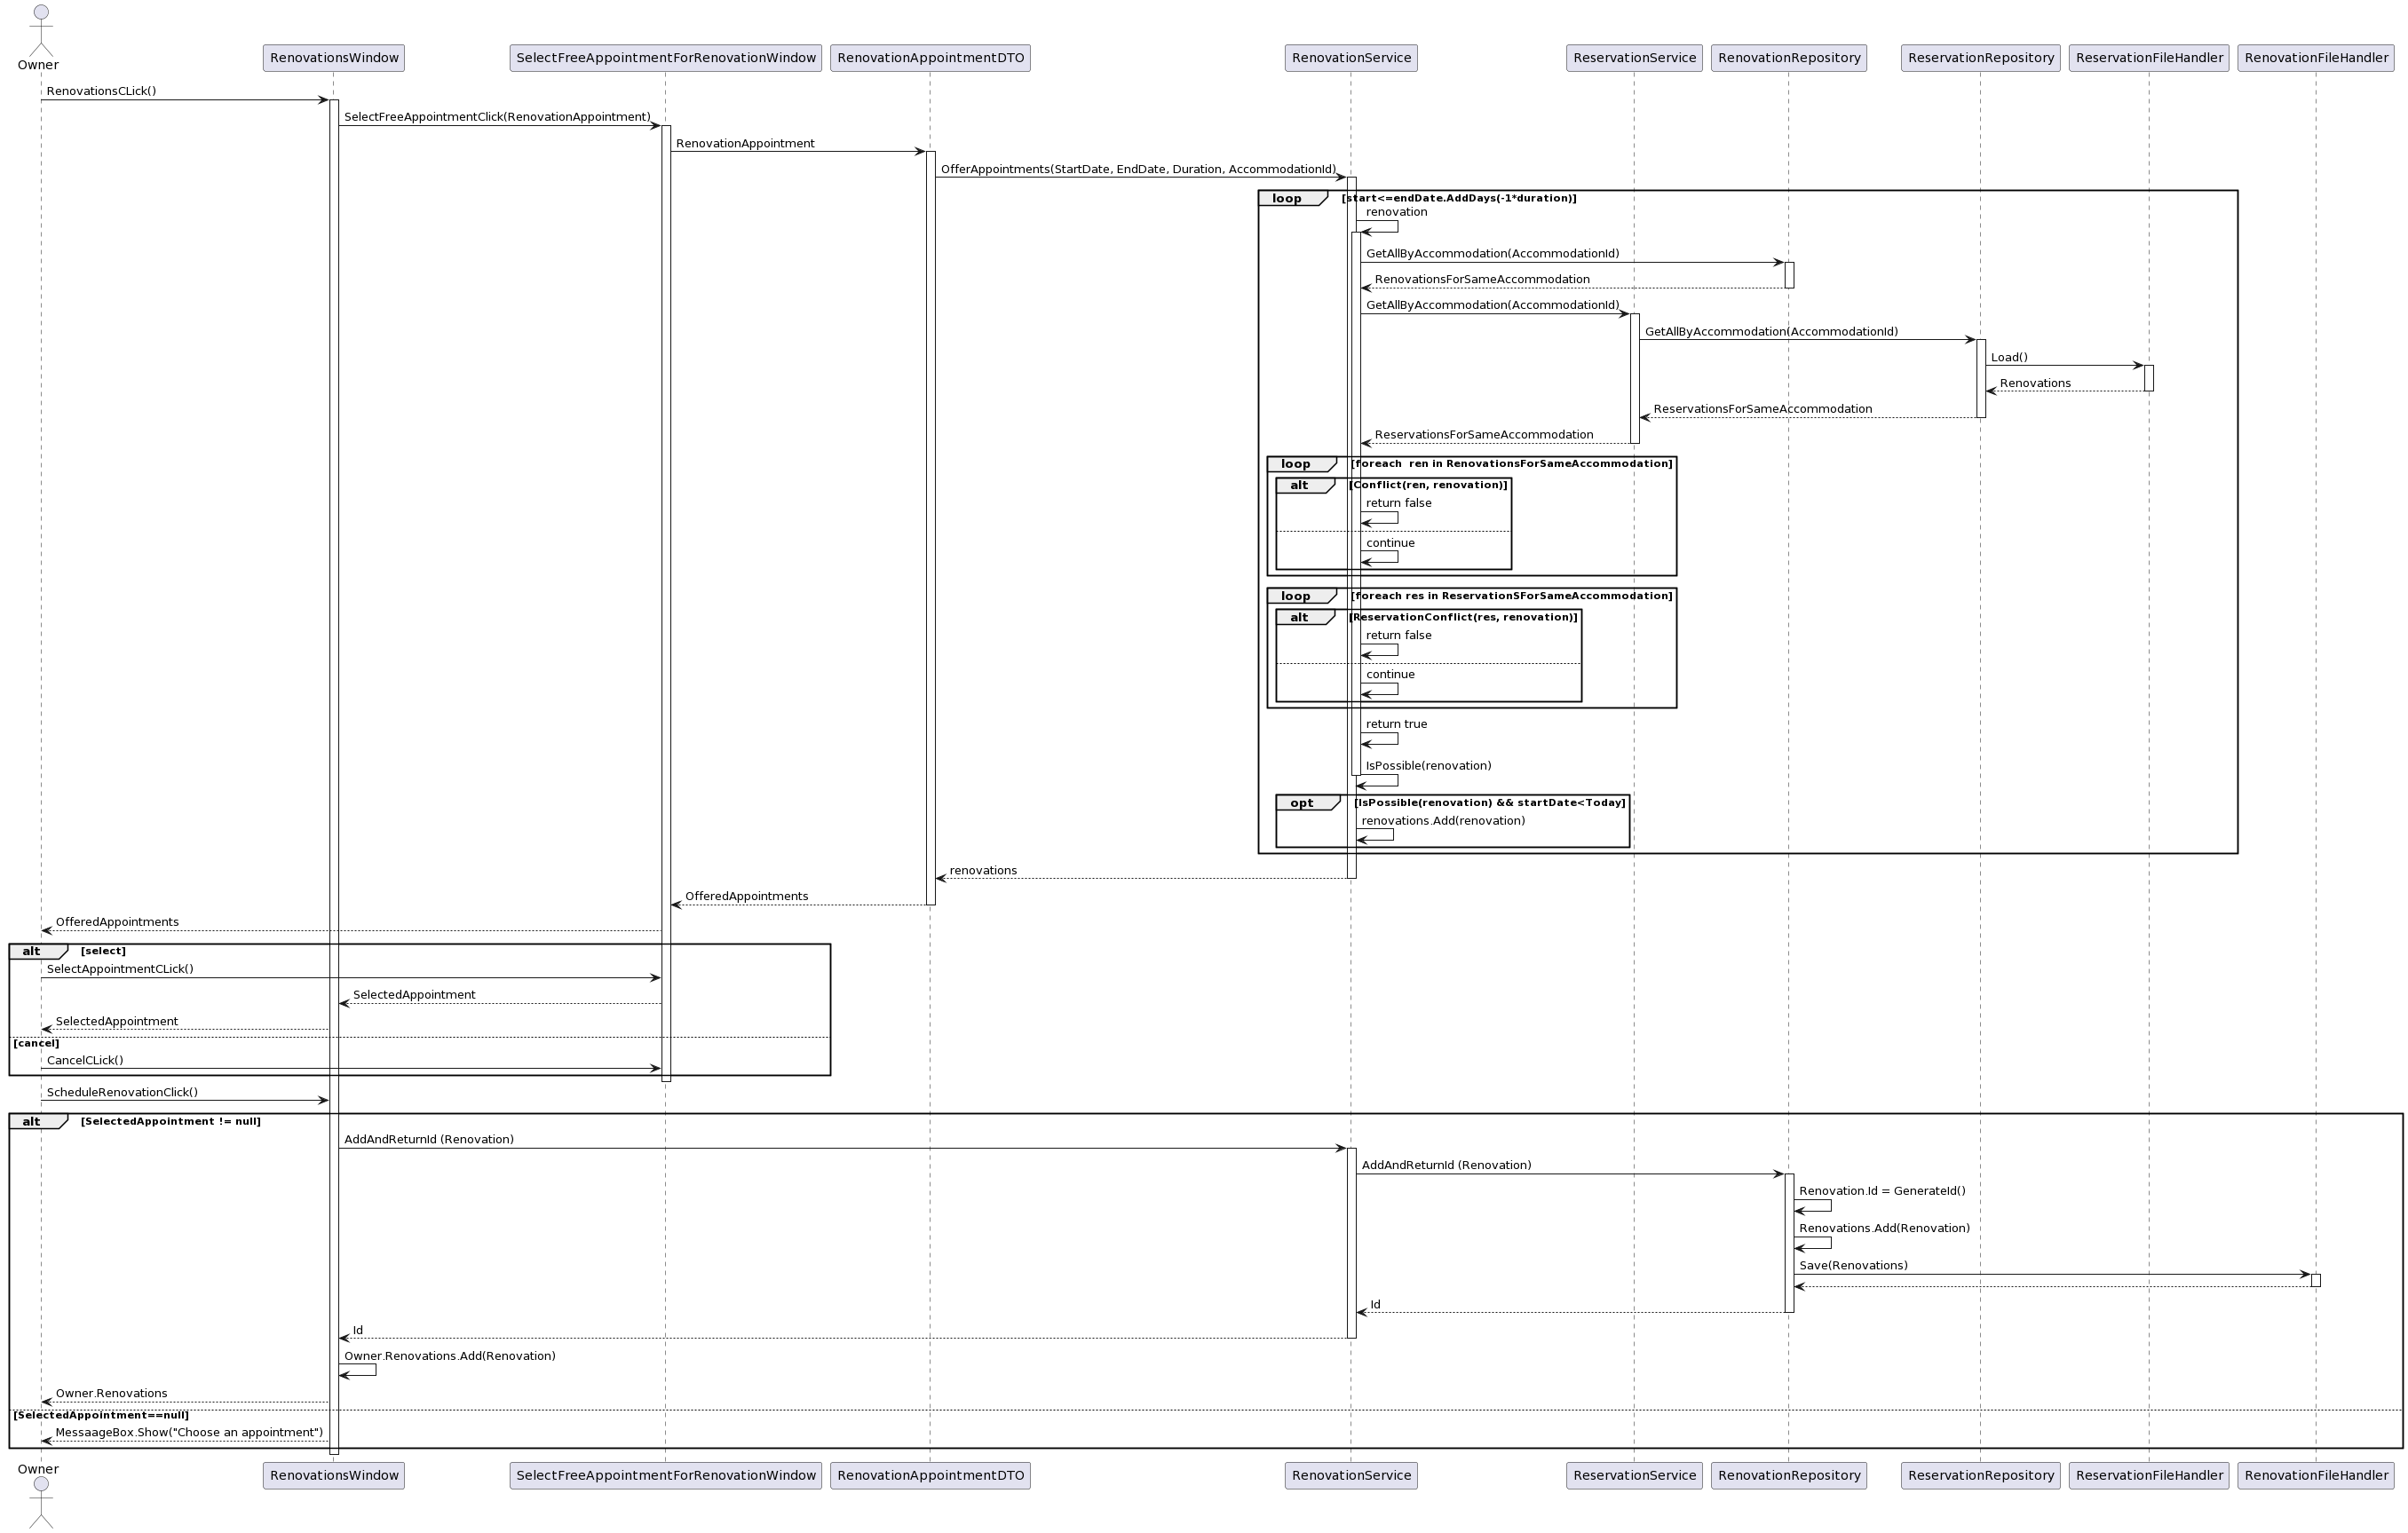 Owner
RenovationsWindow
SelectFreeAppointmentForRenovationWindow
RenovationAppointmentDTO
RenovationService
ReservationService
RenovationRepository
ReservationRepository
ReservationFileHandler
RenovationFileHandler
RenovationsCLick()
SelectFreeAppointmentClick(RenovationAppointment)
RenovationAppointment
OfferAppointments(StartDate, EndDate, Duration, AccommodationId)
loop [start<=endDate.AddDays(-1*duration)]
renovation
GetAllByAccommodation(AccommodationId)
RenovationsForSameAccommodation
GetAllByAccommodation(AccommodationId)
GetAllByAccommodation(AccommodationId)
Load()
Renovations
ReservationsForSameAccommodation
ReservationsForSameAccommodation
loop [foreach  ren in RenovationsForSameAccommodation]
alt [Conflict(ren, renovation)]
return false
continue
loop [foreach res in ReservationSForSameAccommodation]
alt [ReservationConflict(res, renovation)]
return false
continue
return true
IsPossible(renovation)
opt [IsPossible(renovation) && startDate<Today]
renovations.Add(renovation)
renovations
OfferedAppointments
OfferedAppointments
alt [select]
SelectAppointmentCLick()
SelectedAppointment
SelectedAppointment
[cancel]
CancelCLick()
ScheduleRenovationClick()
alt [SelectedAppointment != null]
AddAndReturnId (Renovation)
AddAndReturnId (Renovation)
Renovation.Id = GenerateId()
Renovations.Add(Renovation)
Save(Renovations)
Id
Id
Owner.Renovations.Add(Renovation)
Owner.Renovations
[SelectedAppointment==null]
MessaageBox.Show("Choose an appointment")
Owner
RenovationsWindow
SelectFreeAppointmentForRenovationWindow
RenovationAppointmentDTO
RenovationService
ReservationService
RenovationRepository
ReservationRepository
ReservationFileHandler
RenovationFileHandler